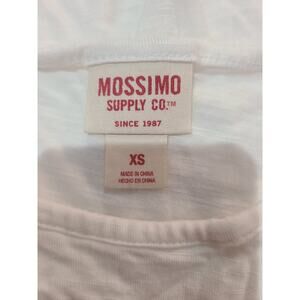 MOSSIMO
SUPPLY CO.™
SINCE 1987
XS
MADE IN CHINA
HECHO EN CHINA